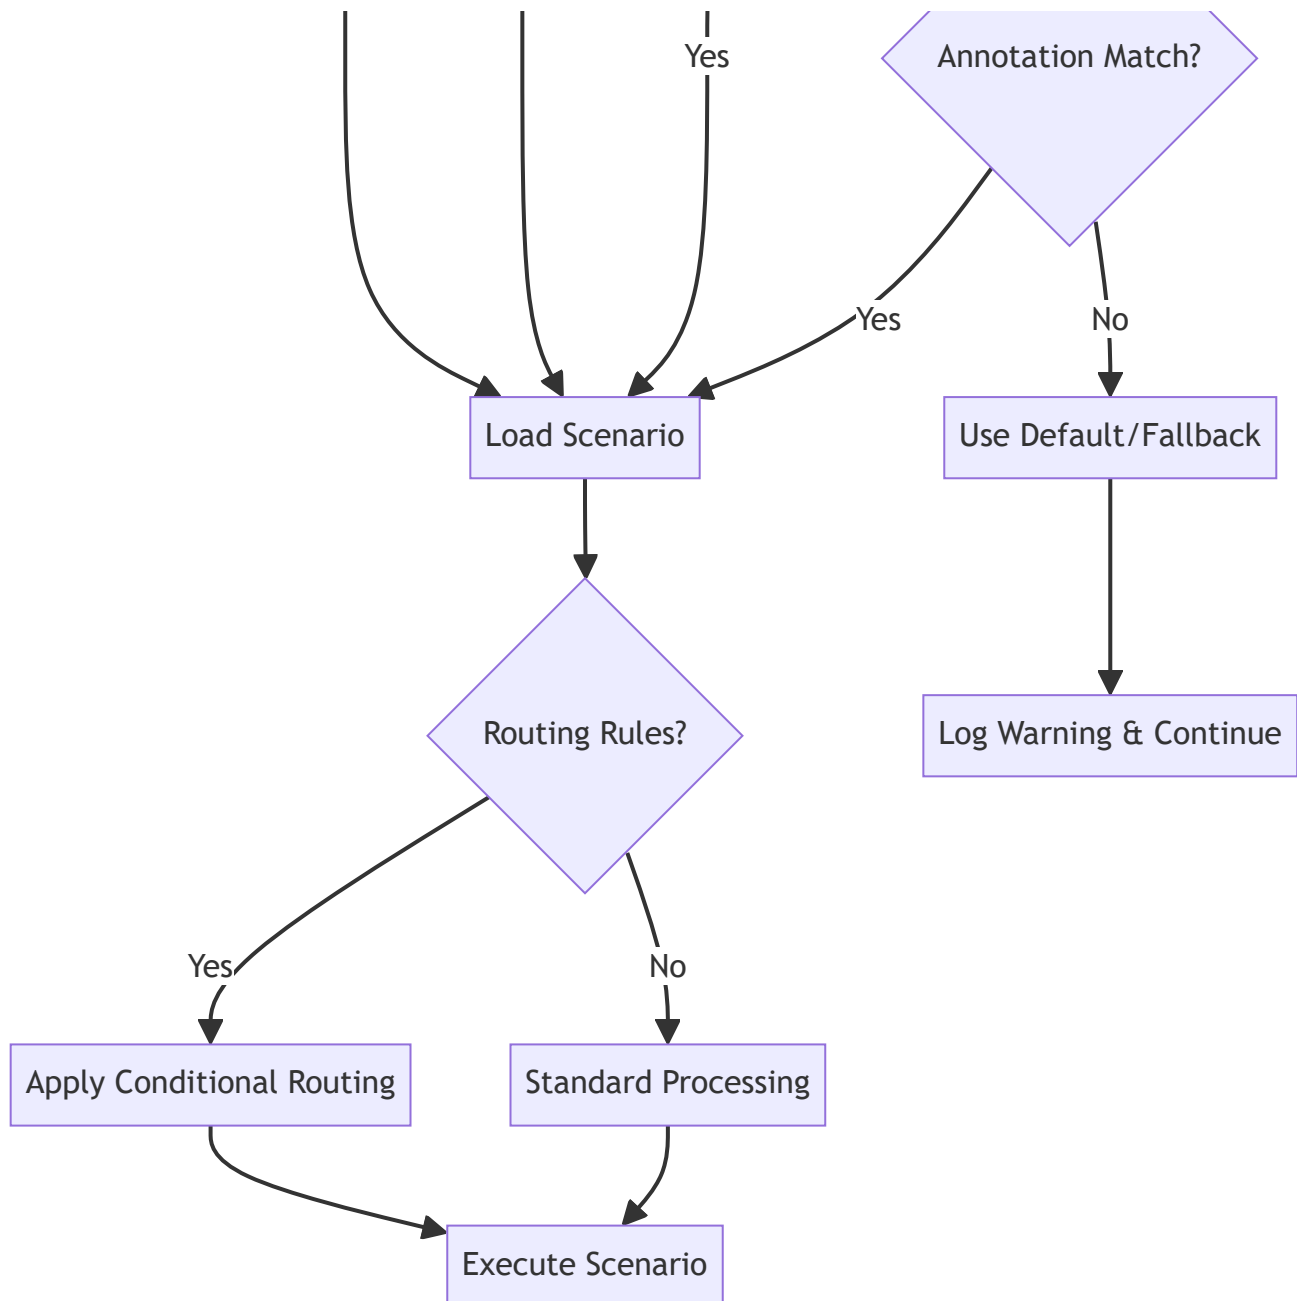 Yes
Annotation Match?
Yes
No
Load Scenario
Use Default/Fallback
Routing Rules?
Log Warning & Continue
Yes
No
Apply Conditional Routing
Standard Processing
Execute Scenario